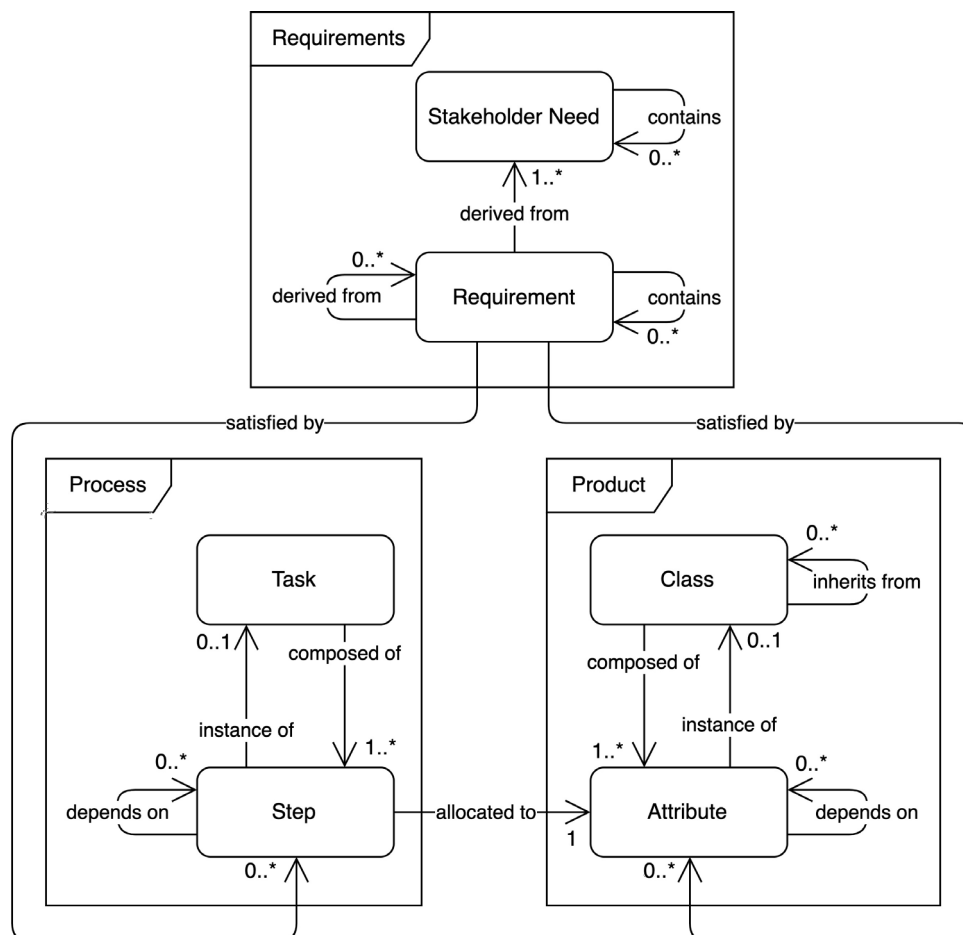 Requirements
Stakeholder Need
contains
0..*
1..*
derived from
0..*
derived from
Requirement
contains
0..*
satisfied by
satisfied by
Process
Product
Task
Class
0..*
inherits from
0..1
composed of
composed of
0..1
instance of
1..*
1..*
instance of
0..*
depends on
Step
allocated to
1
Attribute
0..*
depends on
0..*
0..*